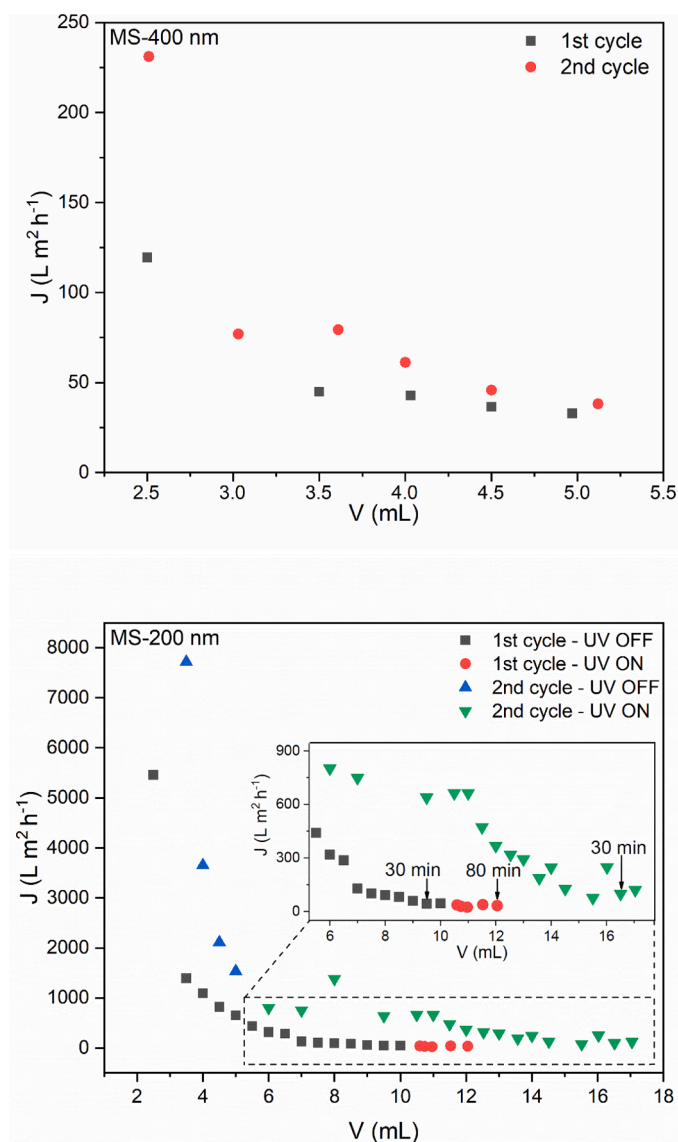 MS-400 nm
1st cycle
2nd cycle
250
200
150
100
50
0
J (L m² h⁻¹)
2.5 3.0 3.5 4.0 4.5 5.0 5.5
V (mL)
MS-200 nm
1st cycle - UV OFF
1st cycle - UV ON
2nd cycle - UV OFF
2nd cycle - UV ON
8000
7000
6000
5000
4000
3000
2000
1000
0
J (L m² h⁻¹)
900
600
300
0
J (L m² h⁻¹)
30 min
80 min
30 min
6 8 10 12 14 16
V (mL)
2 4 6 8 10 12 14 16 18
V (mL)